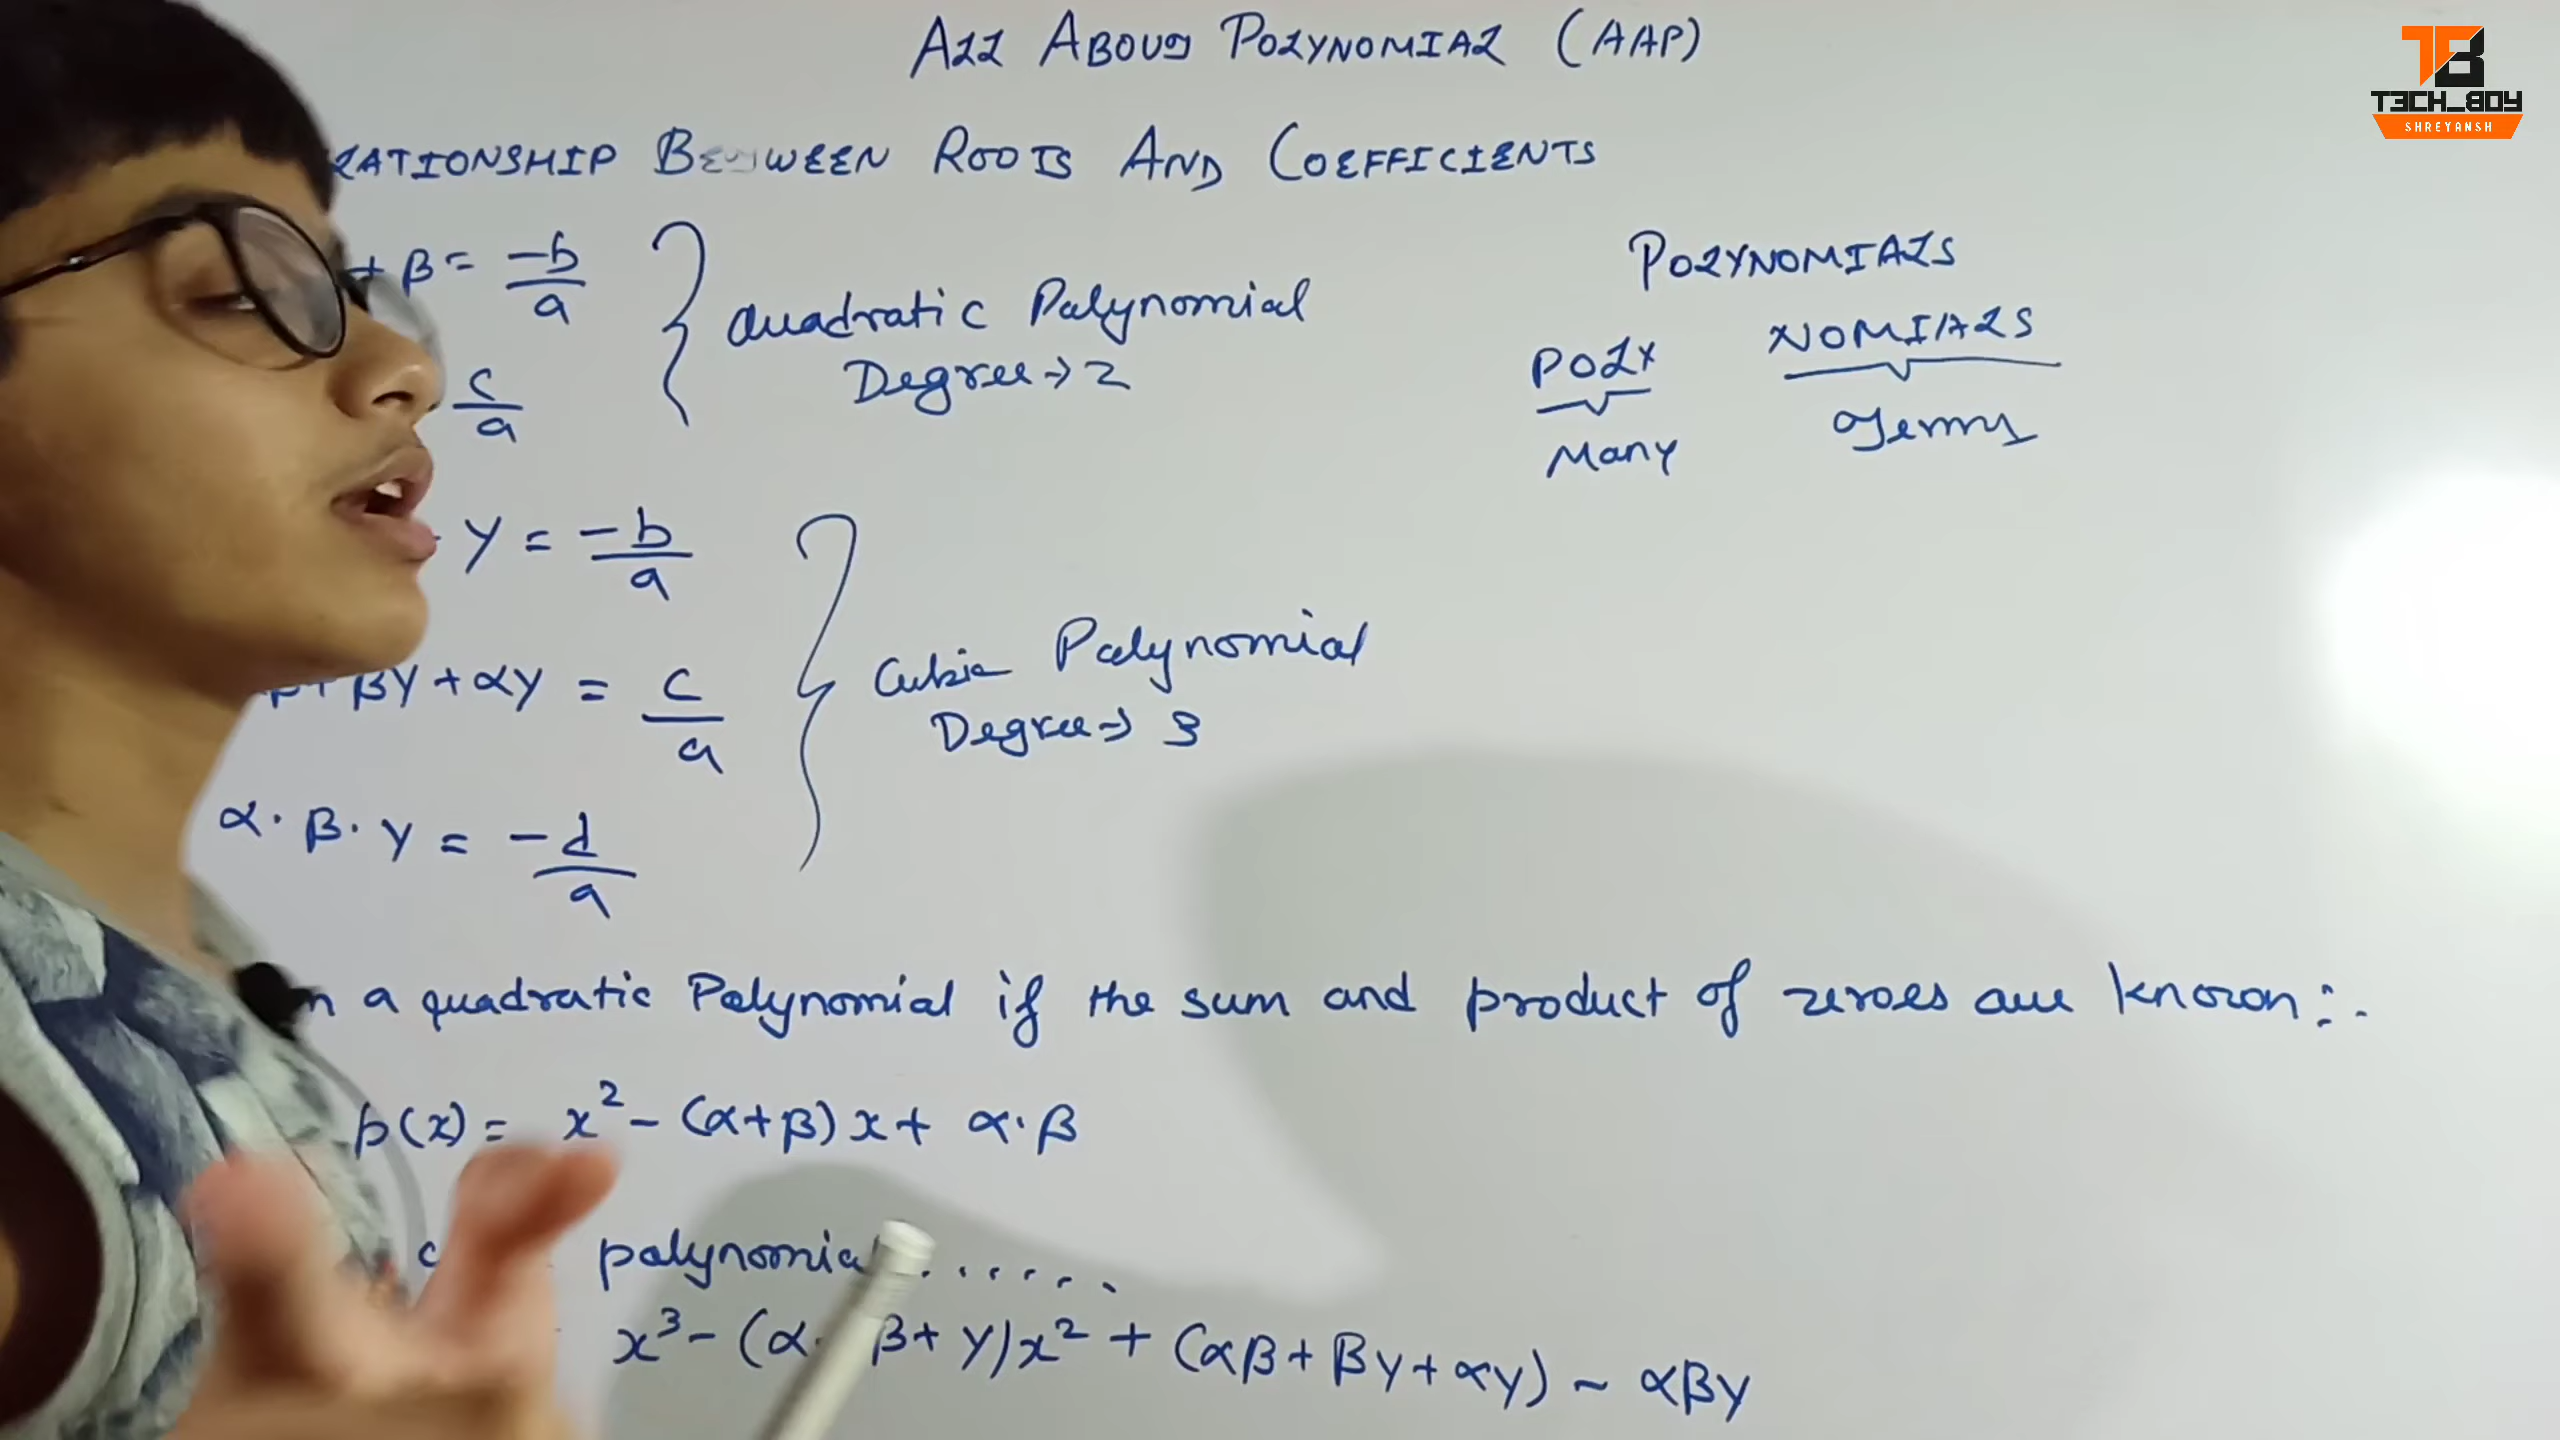 ALL ABOUT POLYNOMIAL (AAP)
T3CH_BOY
SHREYANSH
LATIONSHIP BETWEEN ROOTS AND COEFFICIENTS
+ β = -b/a
Quadratic Polynomial
Degree → 2
c/a
POLYNOMIALS
POLY NOMIALS
Many Terms
γ = -b/a
Cubic Polynomial
Degree → 3
β + βγ + αγ = c/a
α · β · γ = -d/a
n a quadratic Polynomial if the sum and product of zeroes are known :-
p(x) = x² - (α+β)x + α·β
c polynomial ......
x³ - (α β + γ)x² + (αβ + βγ + αγ) - αβγ